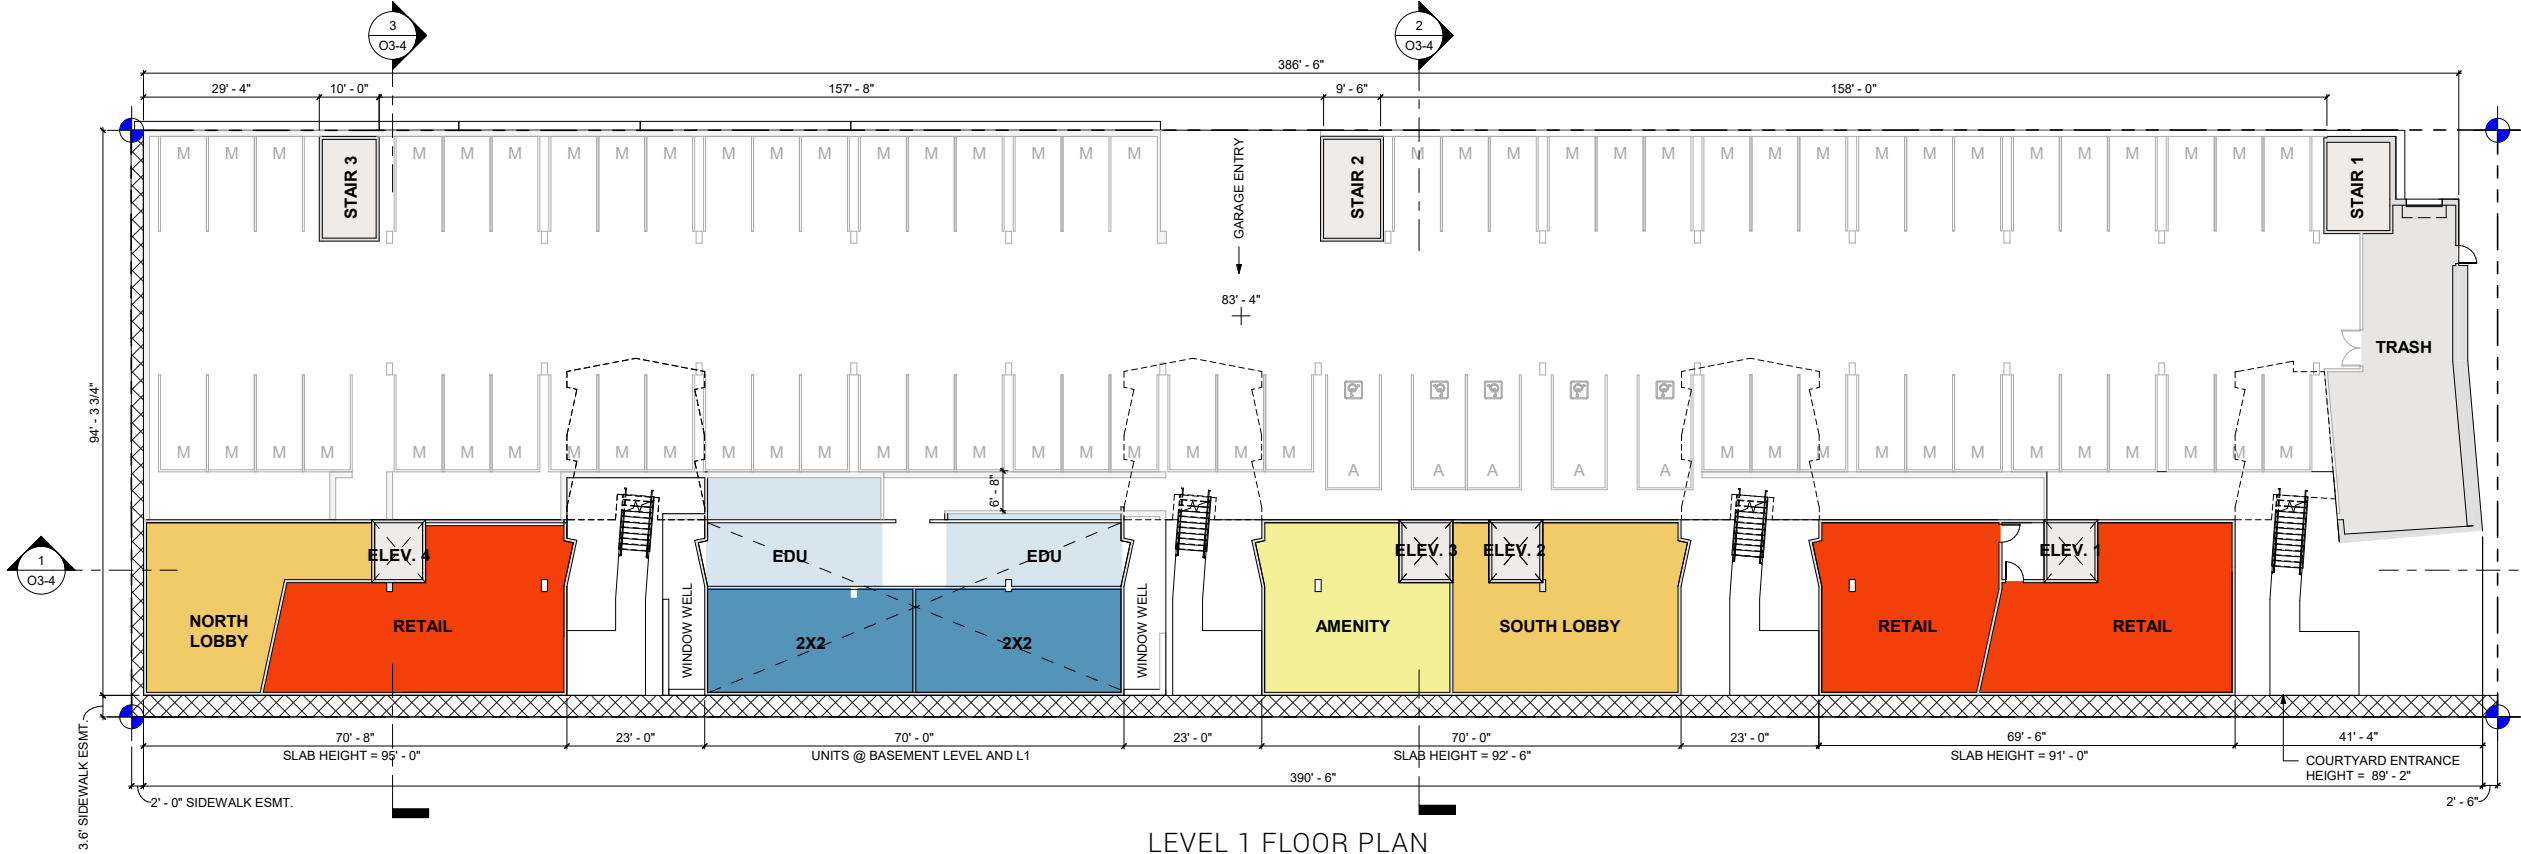 3
O3-4
2
O3-4
386' - 6"
29' - 4"
10' - 0"
157' - 8"
9' - 6"
158' - 0"
M M M M M M M M M M M M M M M M M M M M M M M M M M M M M M M M M M M M M M
STAIR 3
GARAGE ENTRY
STAIR 2
STAIR 1
83' - 4"
TRASH
94' - 3 3/4"
M M M M M M M M M M M M M M M M M M M M M M M M M M M M M M M M M M M M
A A A A A
6' - 8"
1
O3-4
ELEV. 4
EDU
EDU
ELEV. 3
ELEV. 2
ELEV. 1
NORTH
LOBBY
RETAIL
WINDOW WELL
2X2
2X2
WINDOW WELL
AMENITY
SOUTH LOBBY
RETAIL
RETAIL
70' - 8"
23' - 0"
70' - 0"
23' - 0"
70' - 0"
23' - 0"
69' - 6"
41' - 4"
SLAB HEIGHT = 95' - 0"
UNITS @ BASEMENT LEVEL AND L1
SLAB HEIGHT = 92' - 6"
SLAB HEIGHT = 91' - 0"
COURTYARD ENTRANCE
HEIGHT = 89' - 2"
390' - 6"
3.6' SIDEWALK ESMT.
2' - 0" SIDEWALK ESMT.
2' - 6"
LEVEL 1 FLOOR PLAN